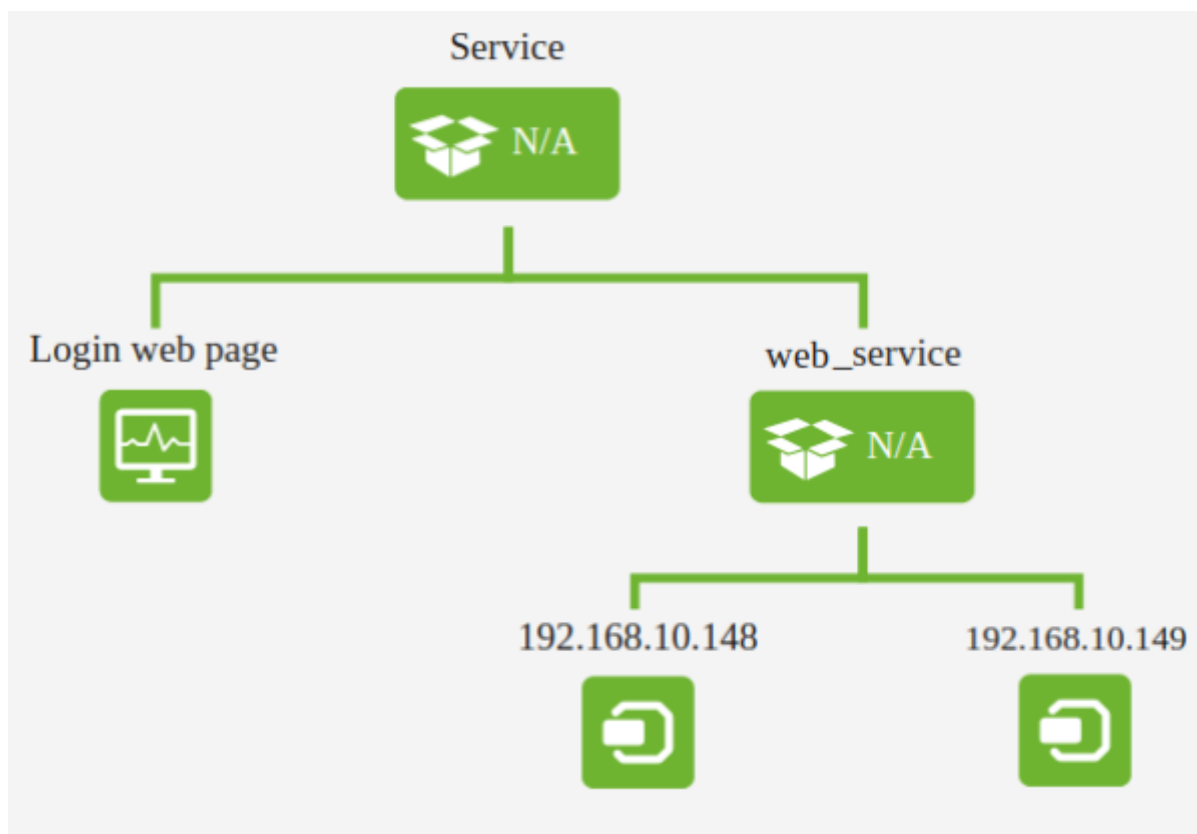 Service
N/A
Login web page
web_service
N/A
192.168.10.148
192.168.10.149